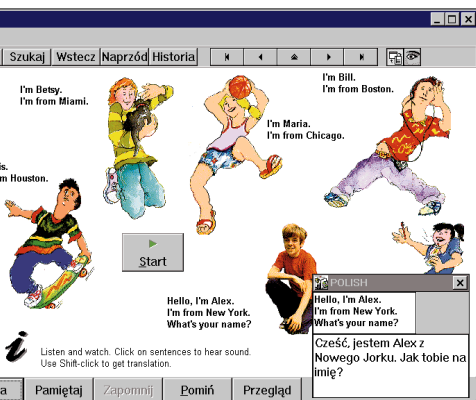 Szukaj Wstecz Naprzód Historia
I'm Betsy.
I'm from Miami.
I'm Bill.
I'm from Boston.
I'm Maria.
I'm from Chicago.
is.
m Houston.
Start
Hello, I'm Alex.
I'm from New York.
What's your name?
POLISH
Hello, I'm Alex.
I'm from New York.
What's your name?
Cześć, jestem Alex z
Nowego Jorku. Jak tobie na
imię?
i
Listen and watch. Click on sentences to hear sound.
Use Shift-click to get translation.
a Pamiętaj Zapomnij Pomiń Przegląd